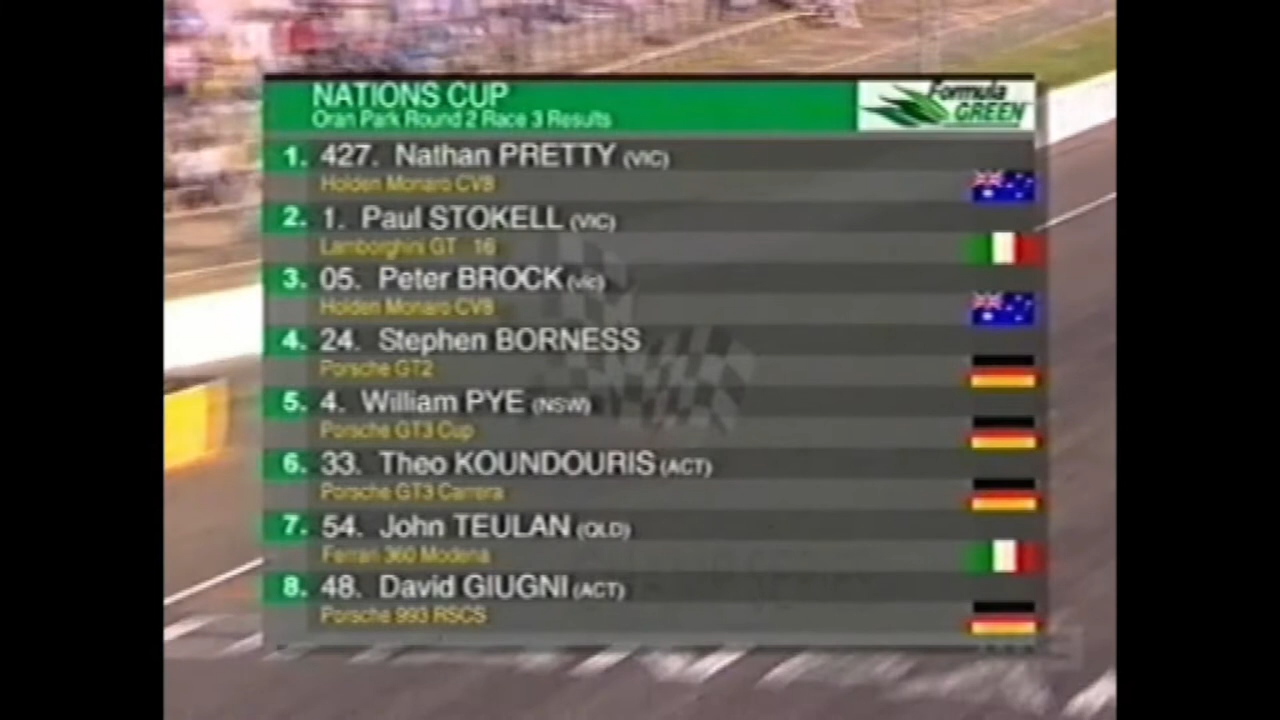 NATIONS CUP
Oran Park Round 2 Race 3 Results
Formula
GREEN
1. 427. Nathan PRETTY (VIC)
Holden Monaro CV8
2. 1. Paul STOKELL (VIC)
Lamborghini GT 16
3. 05. Peter BROCK (vic)
Holden Monaro CV8
4. 24. Stephen BORNESS
Porsche GT2
5. 4. William PYE (NSW)
Porsche GT3 Cup
6. 33. Theo KOUNDOURIS (ACT)
Porsche GT3 Carrera
7. 54. John TEULAN (QLD)
Ferrari 360 Modena
8. 48. David GIUGNI (ACT)
Porsche 993 RSCS